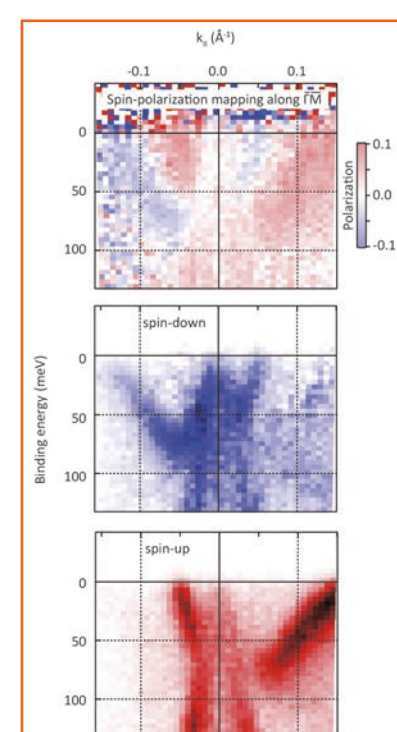 k|| (Å⁻¹)
-0.1 0.0 0.1
Spin-polarization mapping along Γ̄M̄
0
50
100
0.1
0.0
-0.1
Polarization
spin-down
0
50
100
Binding energy (meV)
spin-up
0
50
100